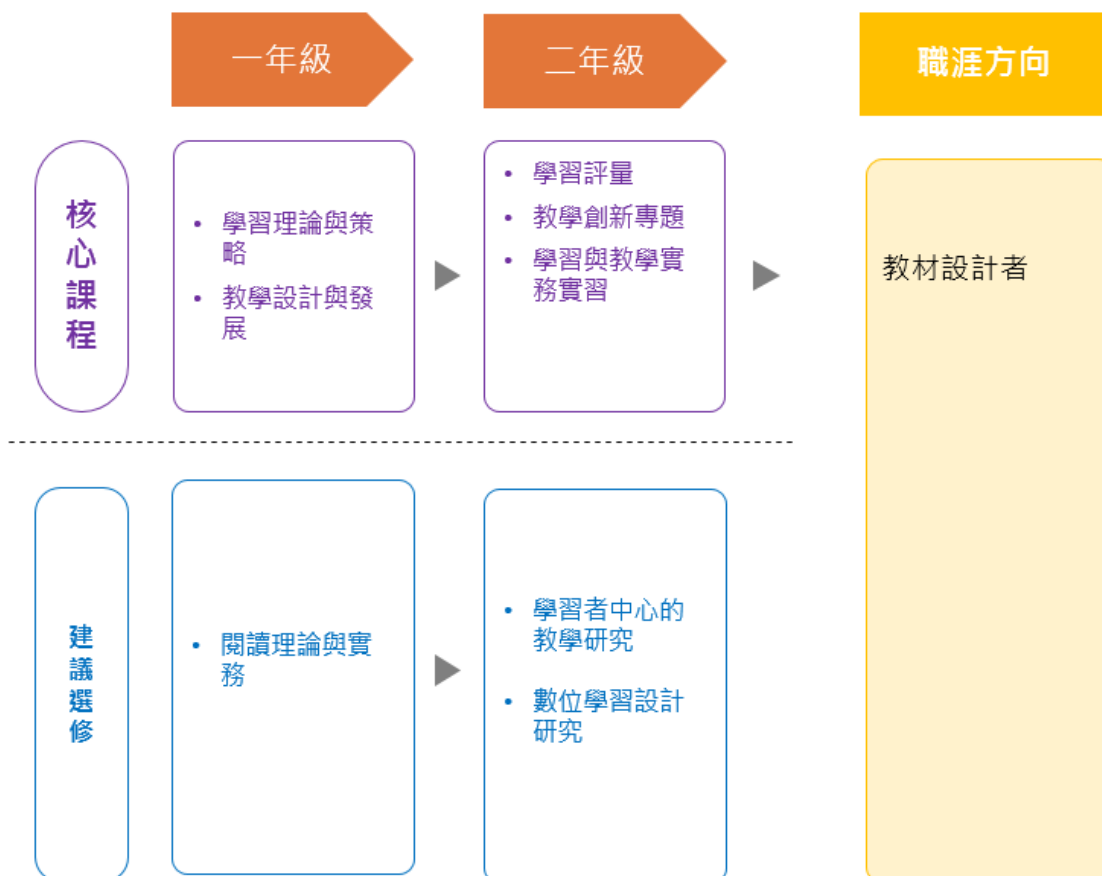 一年級
二年級
職涯方向
核心課程
• 學習理論與策
略
• 教學設計與發
展
• 學習評量
• 教學創新專題
• 學習與教學實
務實習
教材設計者
建議選修
• 閱讀理論與實
務
• 學習者中心的
教學研究
• 數位學習設計
研究